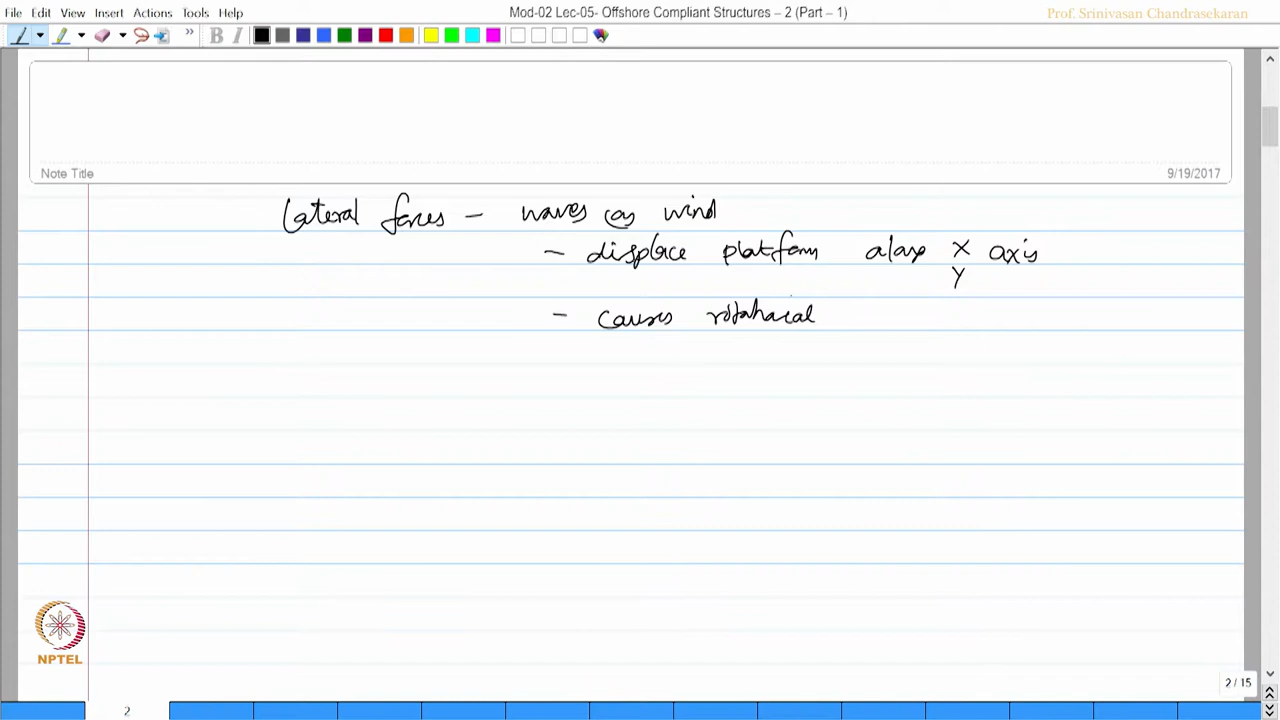 File Edit View Insert Actions Tools Help
Mod-02 Lec-05- Offshore Compliant Structures – 2 (Part – 1)
Prof. Srinivasan Chandrasekaran
B I
Note Title
9/19/2017
Lateral forces – waves (or) wind
– displace platform along X axis
Y
– causes rotational
NPTEL
2 / 15
2